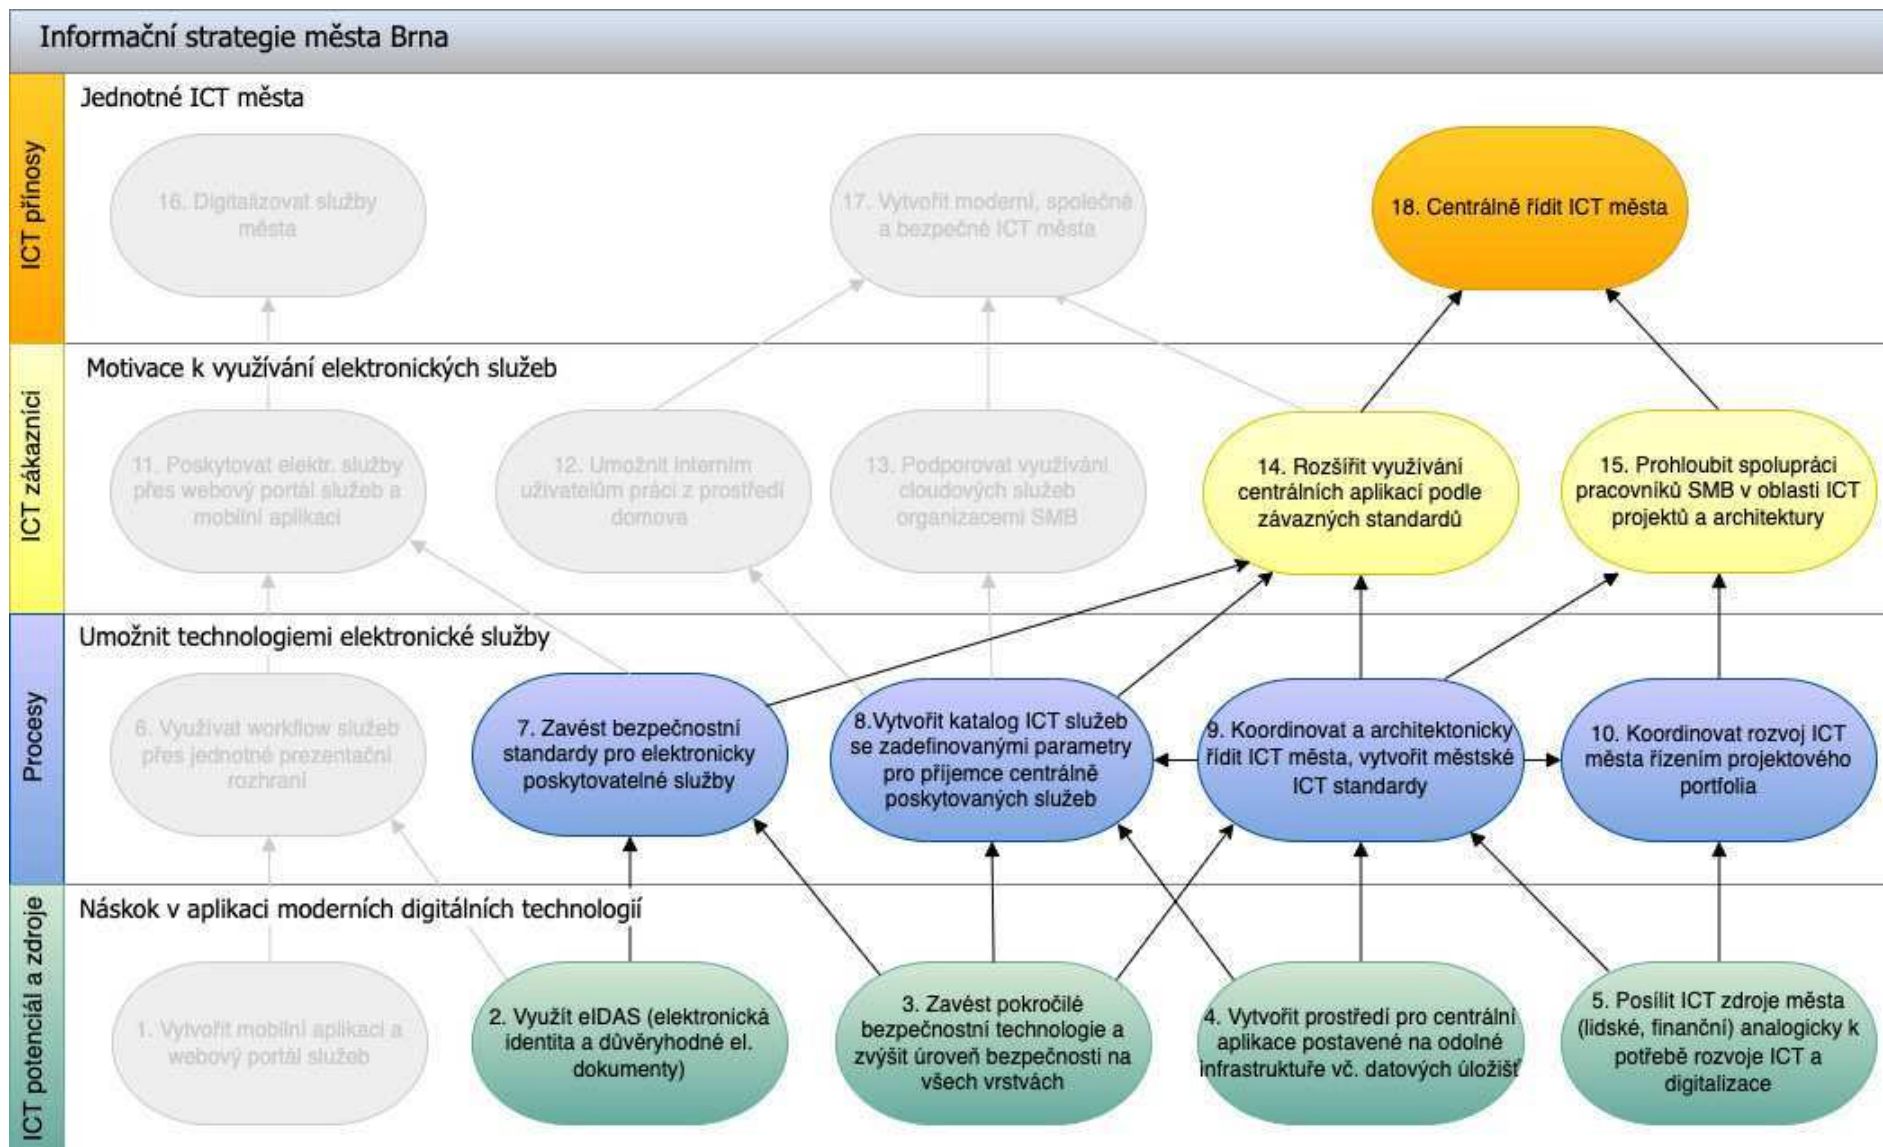 Informační strategie města Brna
ICT přínosy
Jednotné ICT města
16. Digitalizovat služby
města
17. Vytvořit moderní, společné
a bezpečné ICT města
18. Centrálně řídit ICT města
ICT zákazníci
Motivace k využívání elektronických služeb
11. Poskytovat elektr. služby
přes webový portál služeb a
mobilní aplikaci
12. Umožnit interním
uživatelům práci z prostředí
domova
13. Podporovat využívání
cloudových služeb
organizacemi SMB
14. Rozšířit využívání
centrálních aplikací podle
závazných standardů
15. Prohloubit spolupráci
pracovníků SMB v oblasti ICT
projektů a architektury
Procesy
Umožnit technologiemi elektronické služby
6. Využívat workflow služeb
přes jednotné prezentační
rozhraní
7. Zavést bezpečnostní
standardy pro elektronicky
poskytovatelné služby
8.Vytvořit katalog ICT služeb
se zadefinovanými parametry
pro příjemce centrálně
poskytovaných služeb
9. Koordinovat a architektonicky
řídit ICT města, vytvořit městské
ICT standardy
10. Koordinovat rozvoj ICT
města řízením projektového
portfolia
ICT potenciál a zdroje
Náskok v aplikaci moderních digitálních technologií
1. Vytvořit mobilní aplikaci a
webový portál služeb
2. Využít eIDAS (elektronická
identita a důvěryhodné el.
dokumenty)
3. Zavést pokročilé
bezpečnostní technologie a
zvýšit úroveň bezpečnosti na
všech vrstvách
4. Vytvořit prostředí pro centrální
aplikace postavené na odolné
infrastruktuře vč. datových úložišť
5. Posílit ICT zdroje města
(lidské, finanční) analogicky k
potřebě rozvoje ICT a
digitalizace